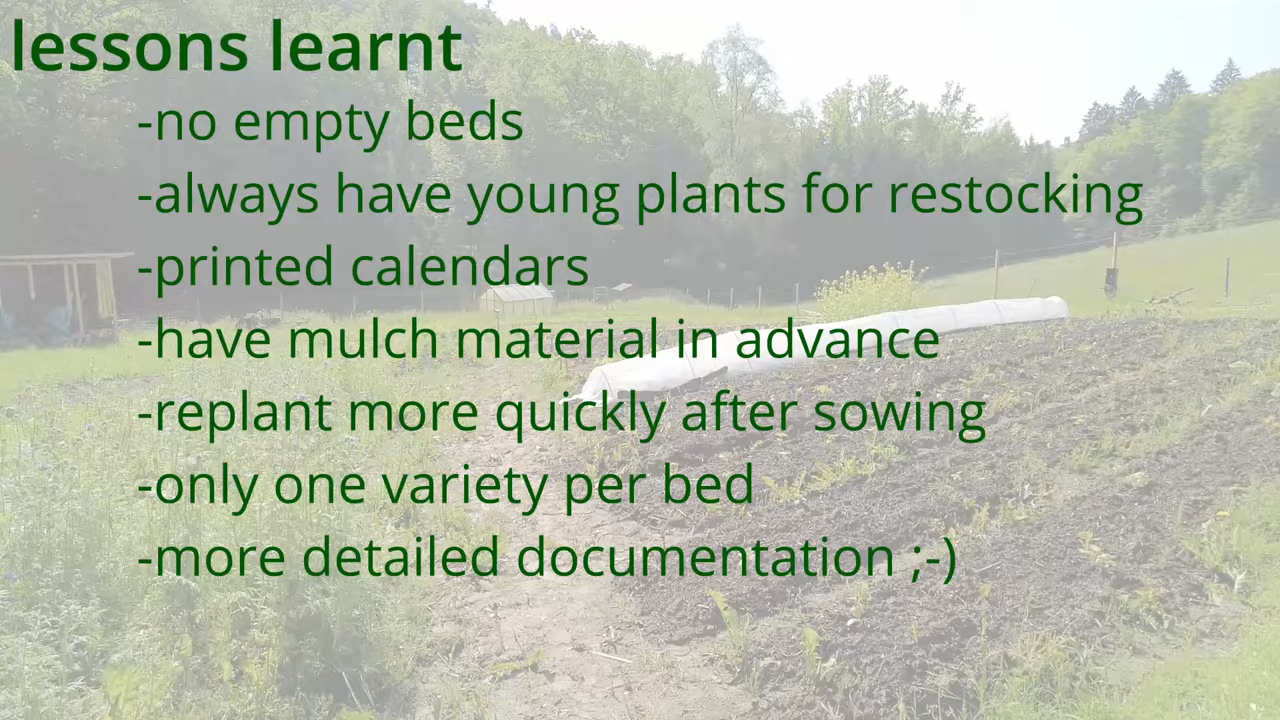 lessons learnt
-no empty beds
-always have young plants for restocking
-printed calendars
-have mulch material in advance
-replant more quickly after sowing
-only one variety per bed
-more detailed documentation ;-)